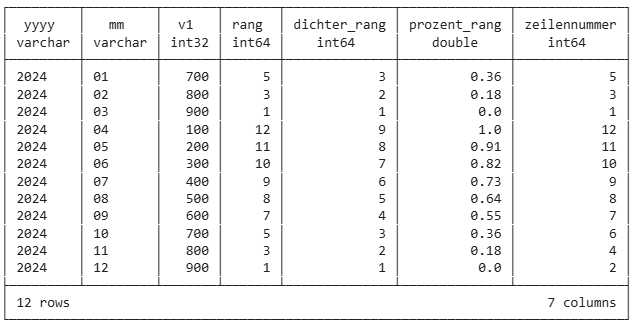 yyyy mm v1 rang dichter_rang prozent_rang zeilennummer
varchar varchar int32 int64 int64 double int64
2024 01 700 5 3 0.36 5
2024 02 800 3 2 0.18 3
2024 03 900 1 1 0.0 1
2024 04 100 12 9 1.0 12
2024 05 200 11 8 0.91 11
2024 06 300 10 7 0.82 10
2024 07 400 9 6 0.73 9
2024 08 500 8 5 0.64 8
2024 09 600 7 4 0.55 7
2024 10 700 5 3 0.36 6
2024 11 800 3 2 0.18 4
2024 12 900 1 1 0.0 2
12 rows 7 columns